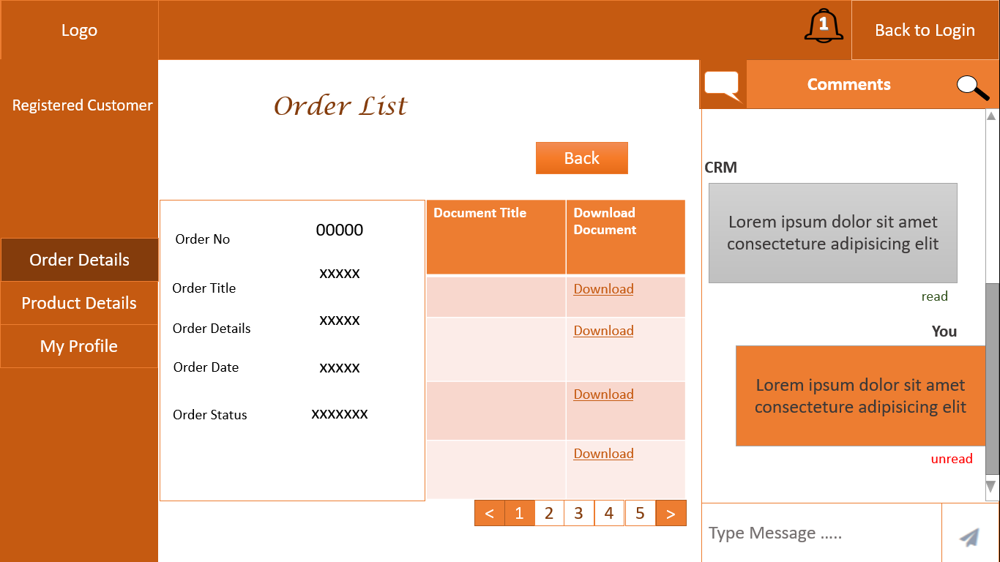 Logo
1
Back to Login
Registered Customer
Order List
Comments
Back
Order Details
Product Details
My Profile
Order No
00000
Order Title
xxxxx
Order Details
xxxxx
Order Date
xxxxx
Order Status
xxxxxxx
Document Title
Download
Document
Download
Download
Download
Download
< 1 2 3 4 5 >
CRM
Lorem ipsum dolor sit amet
consecteture adipisicing elit
read
You
Lorem ipsum dolor sit amet
consecteture adipisicing elit
unread
Type Message .....